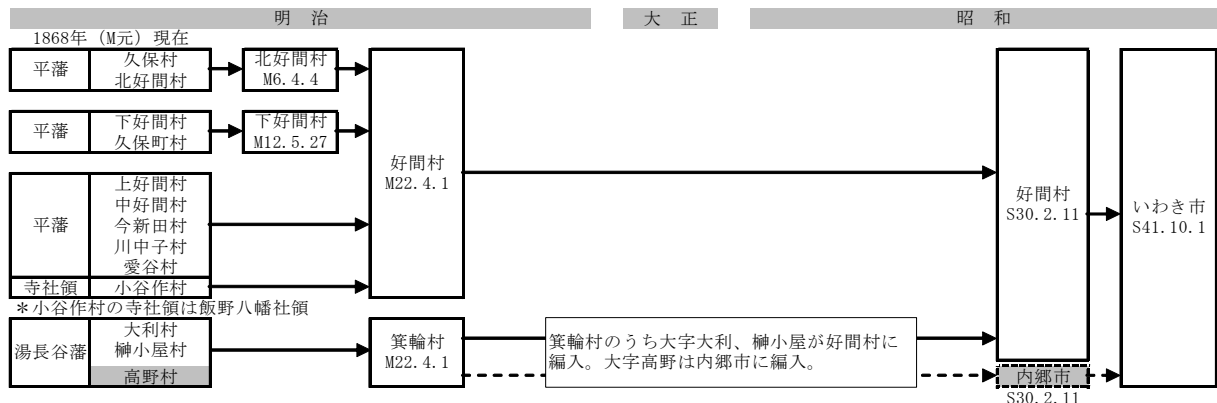 明　治
大　正
昭　和
1868年（M元）現在
平藩
久保村
北好間村
北好間村
M6.4.4
平藩
下好間村
久保町村
下好間村
M12.5.27
平藩
上好間村
中好間村
今新田村
川中子村
愛谷村
寺社領
小谷作村
＊小谷作村の寺社領は飯野八幡社領
好間村
M22.4.1
好間村
S30.2.11
いわき市
S41.10.1
湯長谷藩
大利村
榊小屋村
高野村
箕輪村
M22.4.1
箕輪村のうち大字大利、榊小屋が好間村に
編入。大字高野は内郷市に編入。
内郷市
S30.2.11